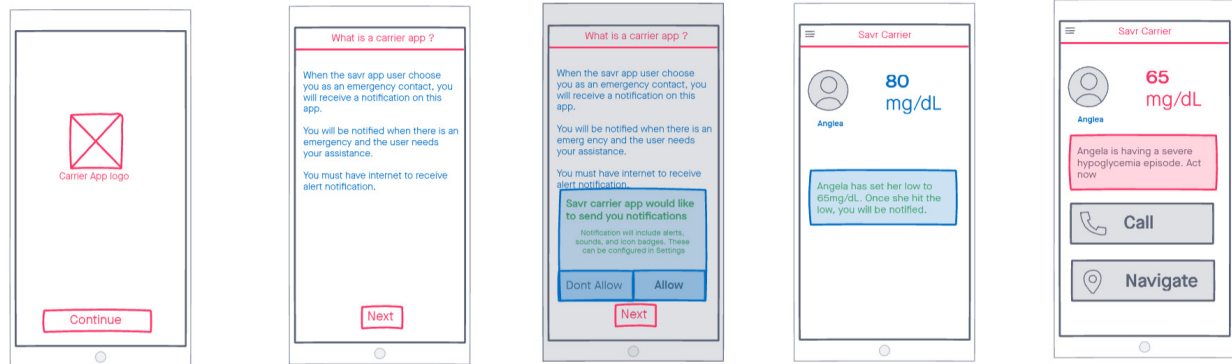 Carrier App logo
Continue
What is a carrier app ?
When the savr app user choose
you as an emergency contact, you
will receive a notification on this
app.
You will be notified when there is an
emergency and the user needs
your assistance.
You must have internet to receive
alert notification.
Next
What is a carrier app ?
When the savr app user choose
you as an emergency contact, you
will receive a notification on this
app.
You will be notified when there is an
emerg ency and the user needs
your assistance.
You must have internet to receive
alert notification.
Savr carrier app would like
to send you notifications
Notification will include alerts,
sounds, and icon badges. These
can be configured in Settings
Dont Allow
Allow
Next
Savr Carrier
80
mg/dL
Anglea
Angela has set her low to
65mg/dL. Once she hit the
low, you will be notified.
Savr Carrier
65
mg/dL
Anglea
Angela is having a severe
hypoglycemia episode. Act
now
Call
Navigate